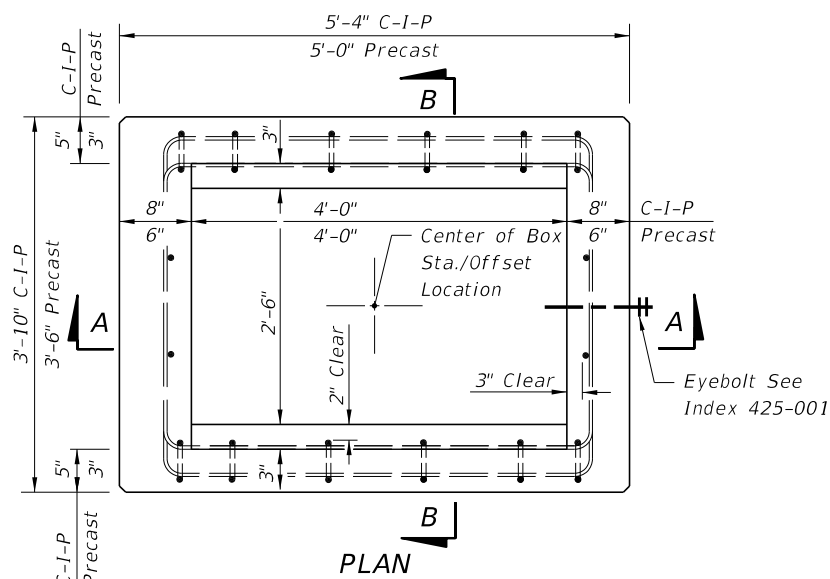 5'-4" C-I-P
5'-0" Precast
C-I-P
Precast
B
5"
3"
3"
8"
4'-0"
8"
C-I-P
6"
4'-0"
6"
Precast
Center of Box
Sta./Offset
Location
3'-10" C-I-P
3'-6" Precast
A
2'-6"
A
2" Clear
3" Clear
Eyebolt See
Index 425-001
5"
3"
3"
B
C-I-P
Precast
PLAN